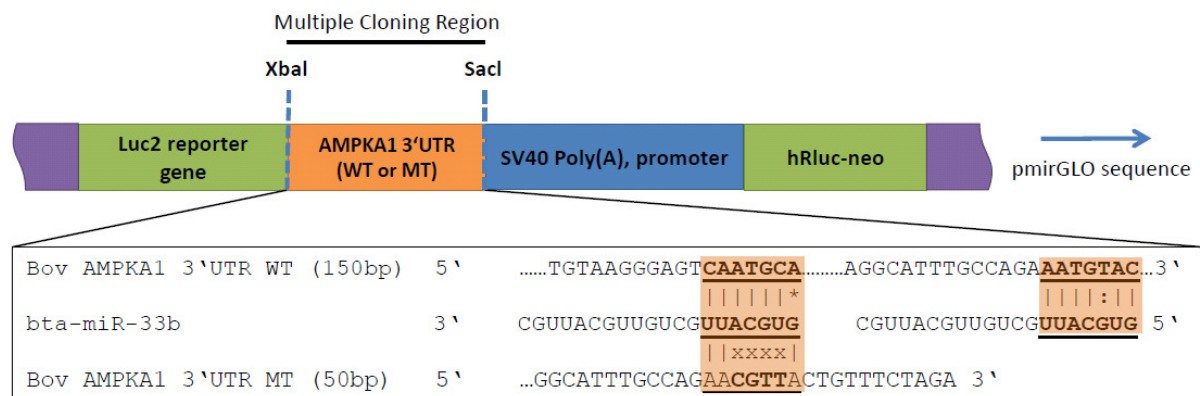 Multiple Cloning Region
XbaI SacI
Luc2 reporter gene
AMPKA1 3‘UTR (WT or MT)
SV40 Poly(A), promoter
hRluc-neo
pmirGLO sequence
Bov AMPKA1 3‘UTR WT (150bp) 5‘ ……TGTAAGGGAGTCAATGCA………AGGCATTTGCCAGAAATGTAC…3‘
||||||* ||||:||
bta-miR-33b 3‘ CGUUACGUUGUCGUUACGUG CGUUACGUUGUCGUUACGUG 5‘
||xxxx|
Bov AMPKA1 3‘UTR MT (50bp) 5‘ …GGCATTTGCCAGAACGTTACTGTTTCTAGA 3‘